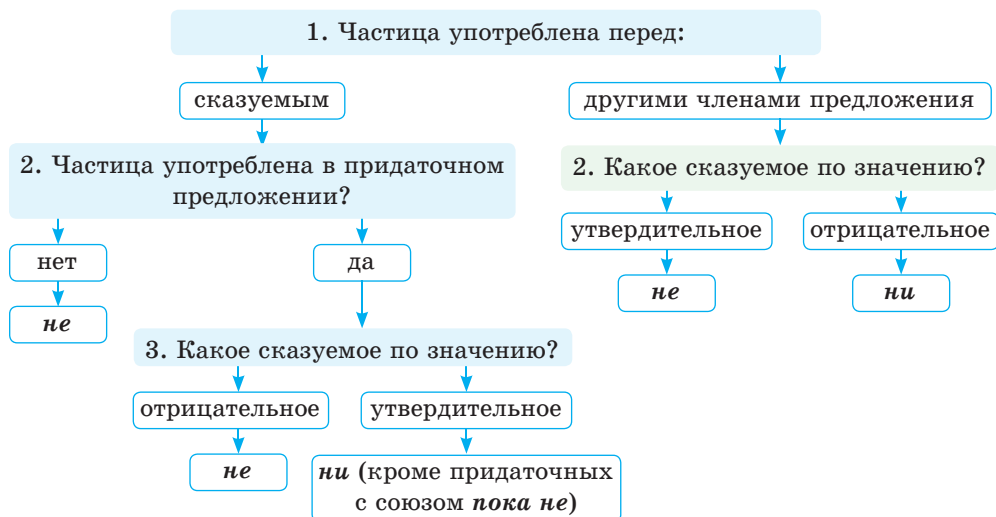 1. Частица употреблена перед:
сказуемым
другими членами предложения
2. Частица употреблена в придаточном
предложении?
2. Какое сказуемое по значению?
нет
да
утвердительное
отрицательное
не
не
ни
3. Какое сказуемое по значению?
отрицательное
утвердительное
не
ни (кроме придаточных
с союзом пока не)